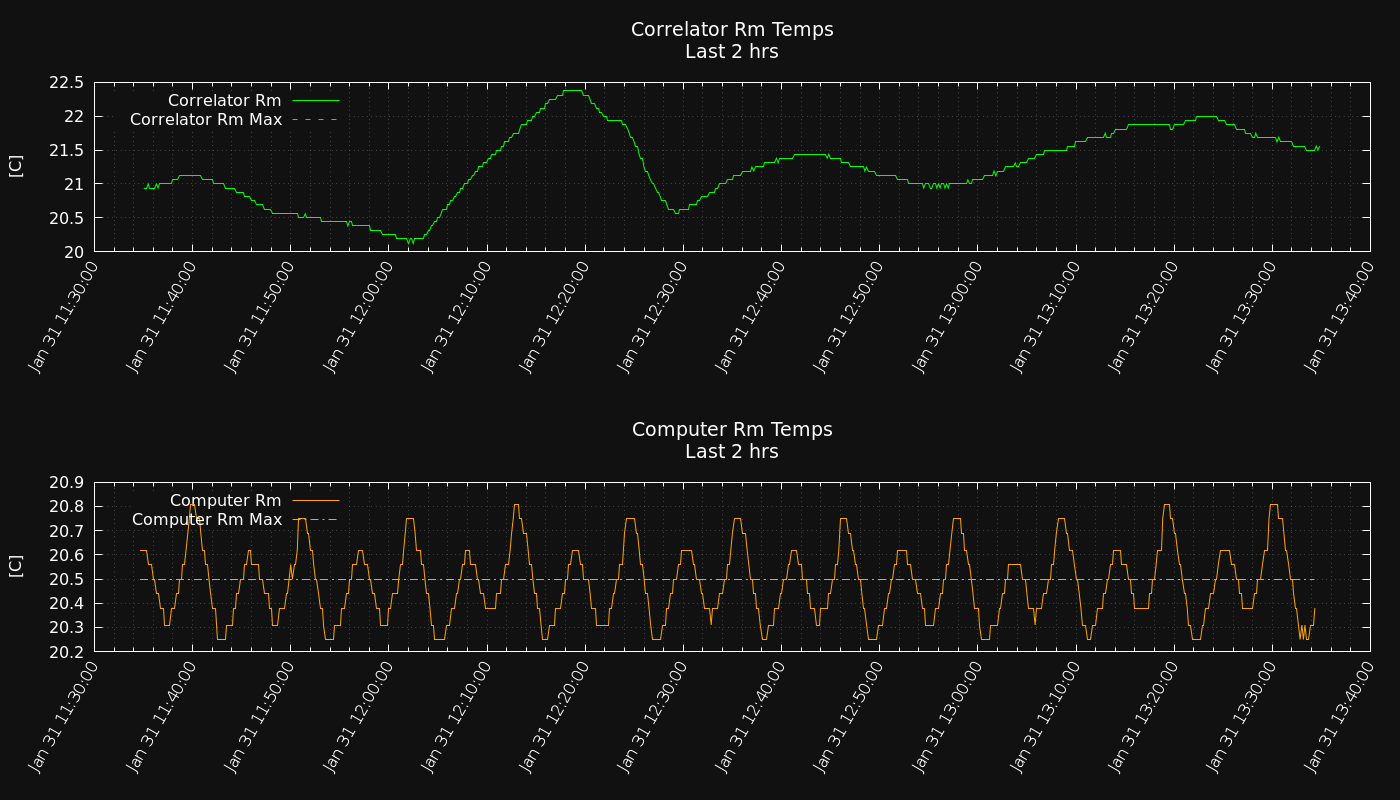 Correlator Rm Temps
Last 2 hrs
22.5
22
21.5
21
20.5
20
[C]
Correlator Rm
Correlator Rm Max
Jan 31 11:30:00
Jan 31 11:40:00
Jan 31 11:50:00
Jan 31 12:00:00
Jan 31 12:10:00
Jan 31 12:20:00
Jan 31 12:30:00
Jan 31 12:40:00
Jan 31 12:50:00
Jan 31 13:00:00
Jan 31 13:10:00
Jan 31 13:20:00
Jan 31 13:30:00
Jan 31 13:40:00
Computer Rm Temps
Last 2 hrs
20.9
20.8
20.7
20.6
20.5
20.4
20.3
20.2
[C]
Computer Rm
Computer Rm Max
Jan 31 11:30:00
Jan 31 11:40:00
Jan 31 11:50:00
Jan 31 12:00:00
Jan 31 12:10:00
Jan 31 12:20:00
Jan 31 12:30:00
Jan 31 12:40:00
Jan 31 12:50:00
Jan 31 13:00:00
Jan 31 13:10:00
Jan 31 13:20:00
Jan 31 13:30:00
Jan 31 13:40:00